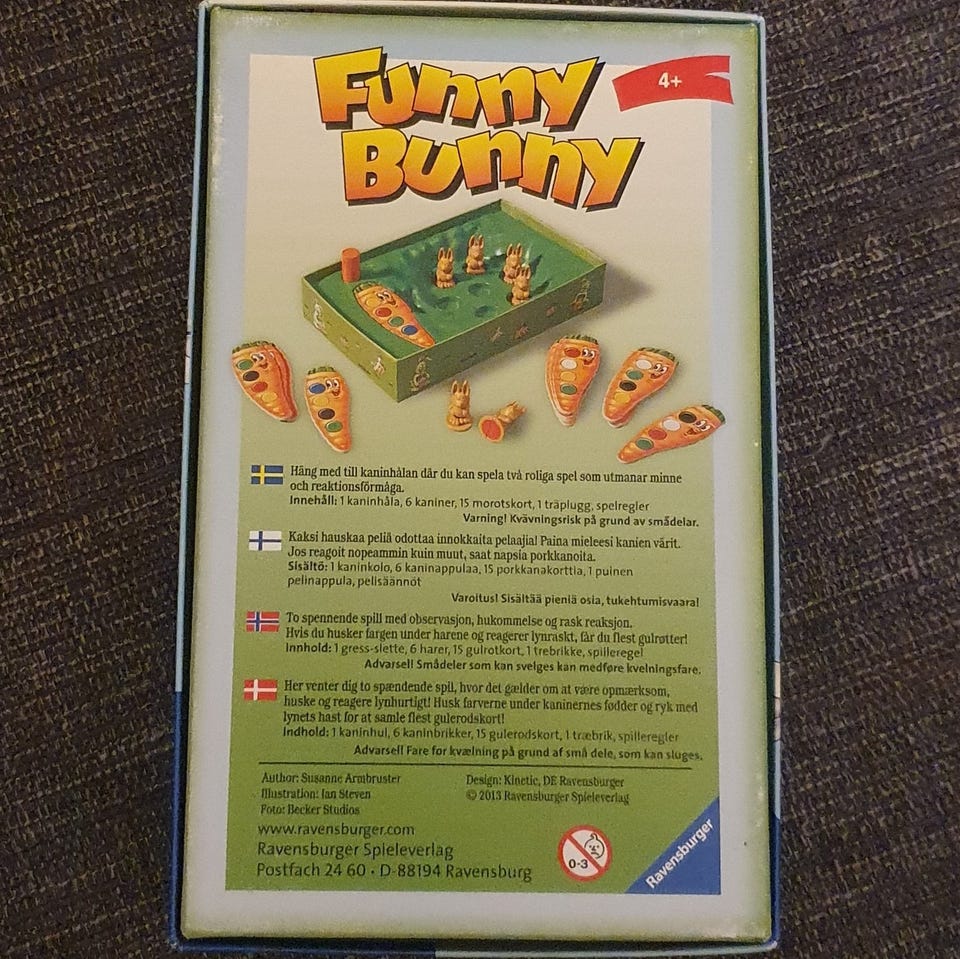 Funny
Bunny
4+
Häng med till kaninhålan där du kan spela två roliga spel som utmanar minne
och reaktionsförmåga.
Innehåll: 1 kaninhåla, 6 kaniner, 15 morotskort, 1 träplugg, spelregler
Varning! Kvävningsrisk på grund av smådelar.
Kaksi hauskaa peliä odottaa innokkaita pelaajia! Paina mieleesi kanien värit.
Jos reagoit nopeammin kuin muut, saat napsia porkkanoita.
Sisältö: 1 kaninkolo, 6 kaninappulaa, 15 porkkanakorttia, 1 puinen
pelinappula, pelisäännöt
Varoitus! Sisältää pieniä osia, tukehtumisvaara!
To spennende spill med observasjon, hukommelse og rask reaksjon.
Hvis du husker fargen under harene og reagerer lynraskt, får du flest gulrøtter!
Innhold: 1 gress-slette, 6 harer, 15 gulrotkort, 1 trebrikke, spilleregel
Advarsel! Smådeler som kan svelges kan medføre kvelningsfare.
Her venter dig to spændende spil, hvor det gælder om at være opmærksom,
huske og reagere lynhurtigt! Husk farverne under kaninernes fødder og ryk med
lynets hast for at samle flest gulerodskort!
Indhold: 1 kaninhul, 6 kaninbrikker, 15 gulerodskort, 1 træbrik, spilleregler
Advarsel! Fare for kvælning på grund af små dele, som kan sluges.
Author: Susanne Armbruster
Illustration: Jan Steven
Foto: Becker Studios
Design: Kinetic, DE Ravensburger
© 2013 Ravensburger Spieleverlag
www.ravensburger.com
Ravensburger Spieleverlag
Postfach 24 60 • D-88194 Ravensburg
0-3
Ravensburger